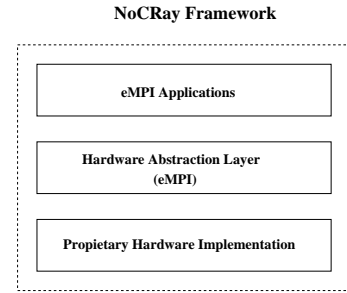 NoCRay Framework
eMPI Applications
Hardware Abstraction Layer
(eMPI)
Propietary Hardware Implementation